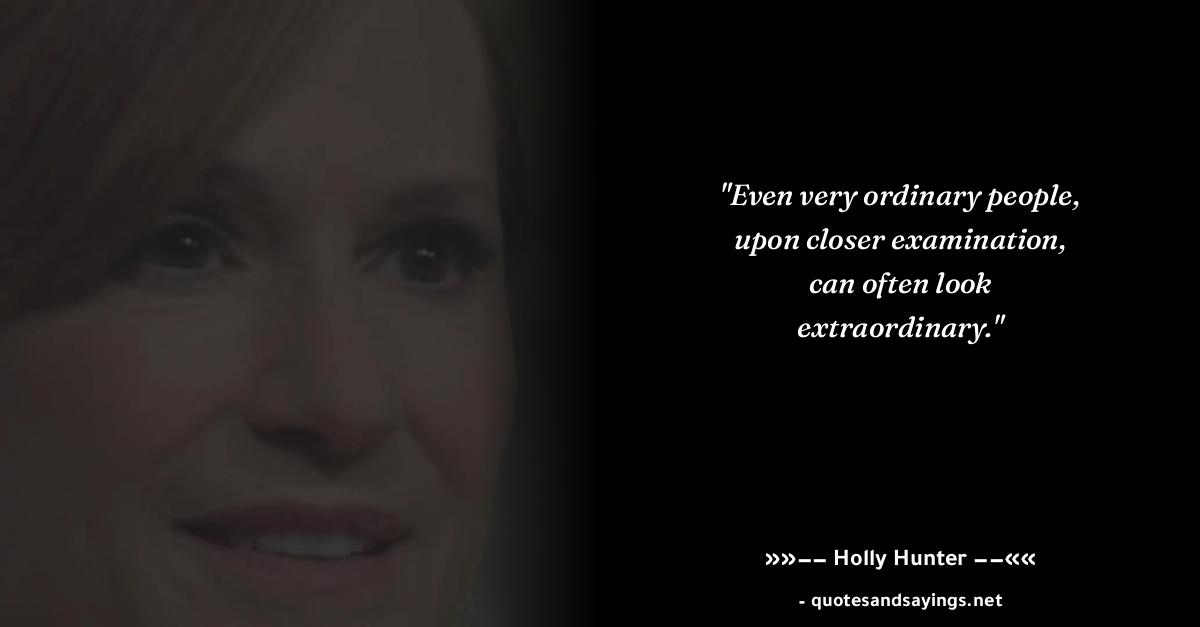 "Even very ordinary people,
upon closer examination,
can often look
extraordinary."
»»–– Holly Hunter ––««
- quotesandsayings.net